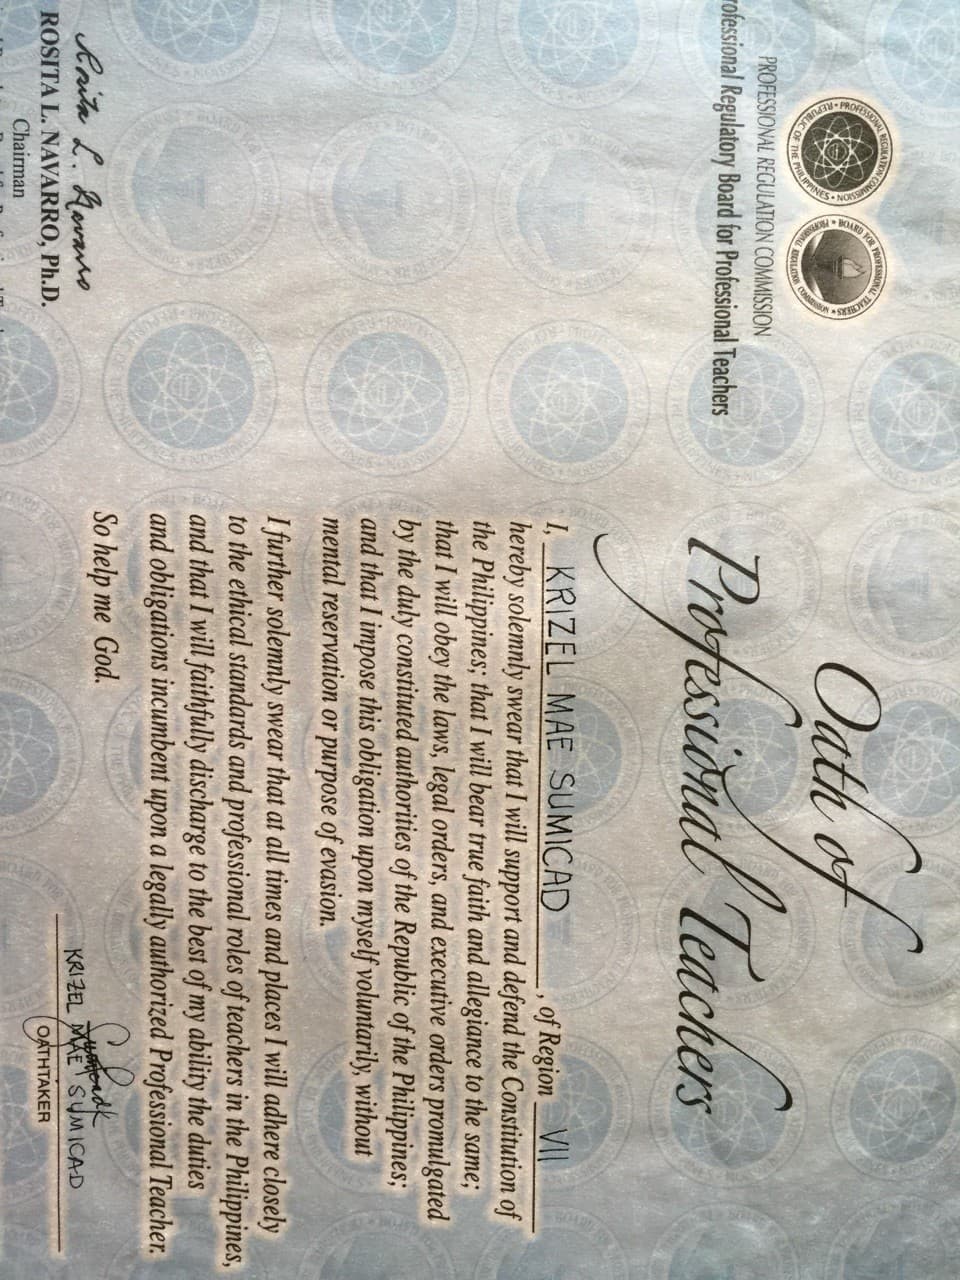 PROFESSIONAL REGULATION COMMISSION
rofessional Regulatory Board for Professional Teachers
Oath of
Professional Teachers
I, KRIZEL MAE SUMICAD, of Region VII
hereby solemnly swear that I will support and defend the Constitution of
the Philippines; that I will bear true faith and allegiance to the same;
that I will obey the laws, legal orders, and executive orders promulgated
by the duly constituted authorities of the Republic of the Philippines;
and that I impose this obligation upon myself voluntarily, without
mental reservation or purpose of evasion.
I further solemnly swear that at all times and places I will adhere closely
to the ethical standards and professional roles of teachers in the Philippines,
and that I will faithfully discharge to the best of my ability the duties
and obligations incumbent upon a legally authorized Professional Teacher.
So help me God.
KRIZEL MAE SUMICAD
OATHTAKER
Rosita L. Navarro
ROSITA L. NAVARRO, Ph.D.
Chairman